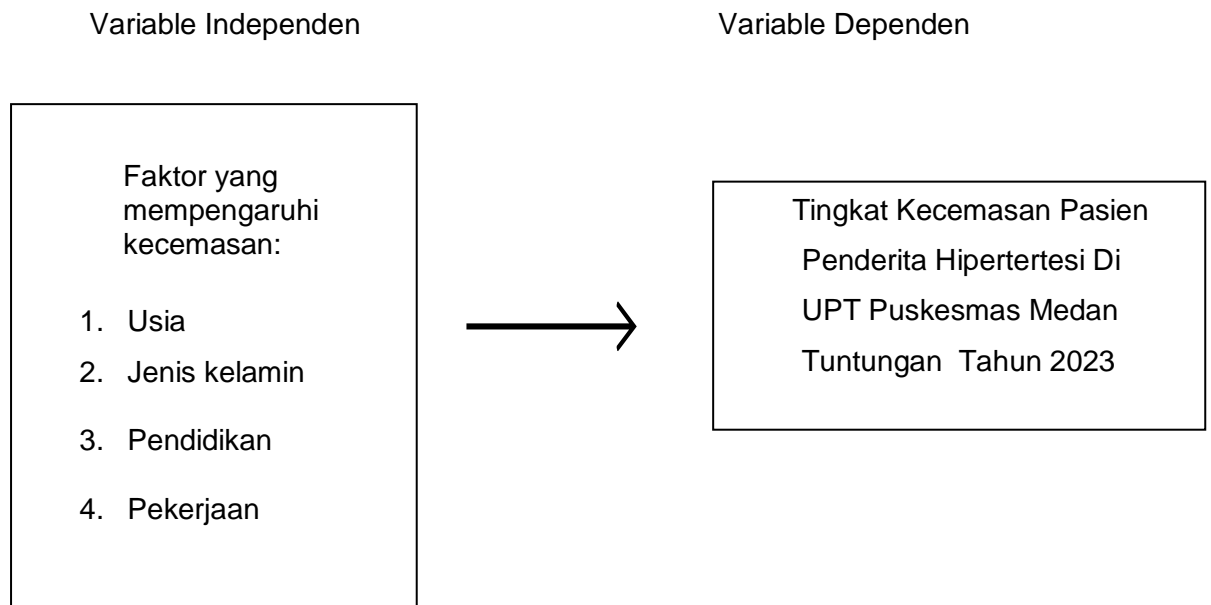 Variable Independen
Variable Dependen
Faktor yang
mempengaruhi
kecemasan:
1. Usia
2. Jenis kelamin
3. Pendidikan
4. Pekerjaan
Tingkat Kecemasan Pasien
Penderita Hipertertesi Di
UPT Puskesmas Medan
Tuntungan Tahun 2023